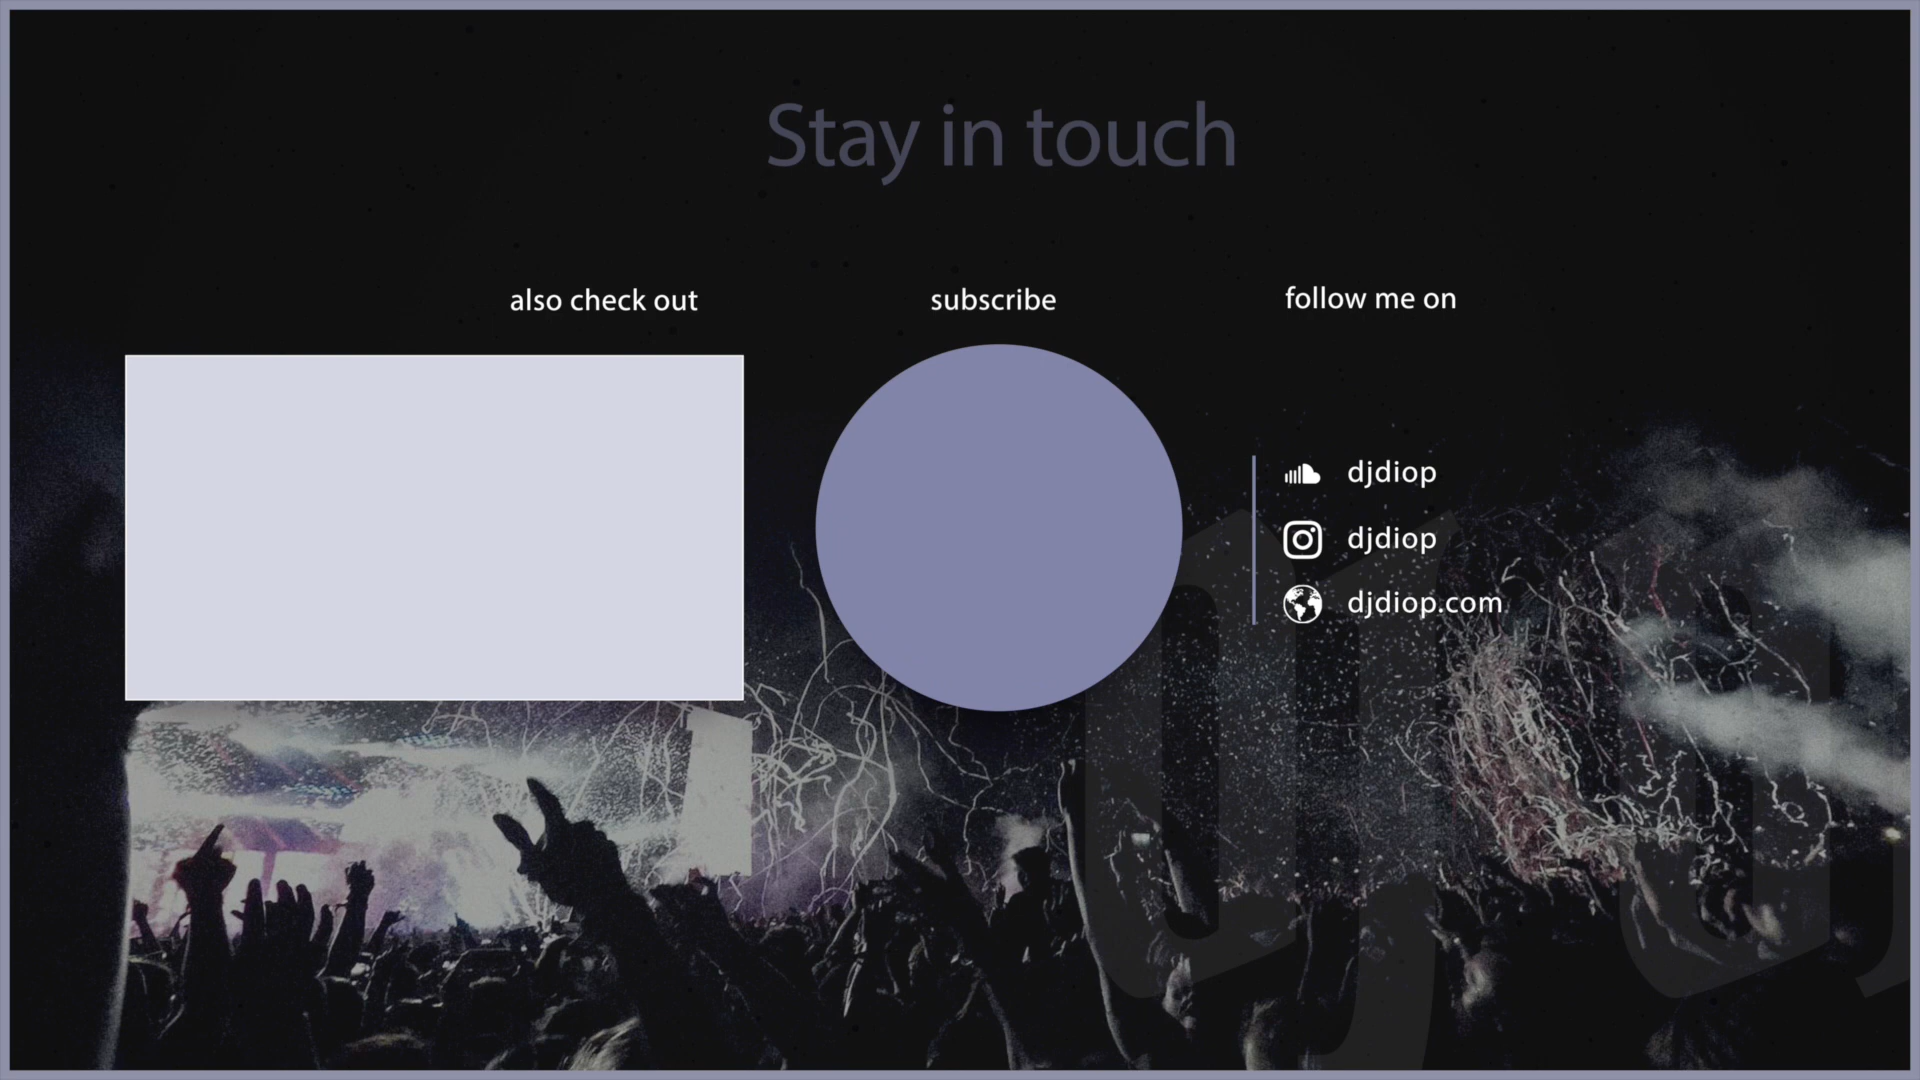 Stay in touch
also check out
subscribe
follow me on
djdiop
djdiop
djdiop.com